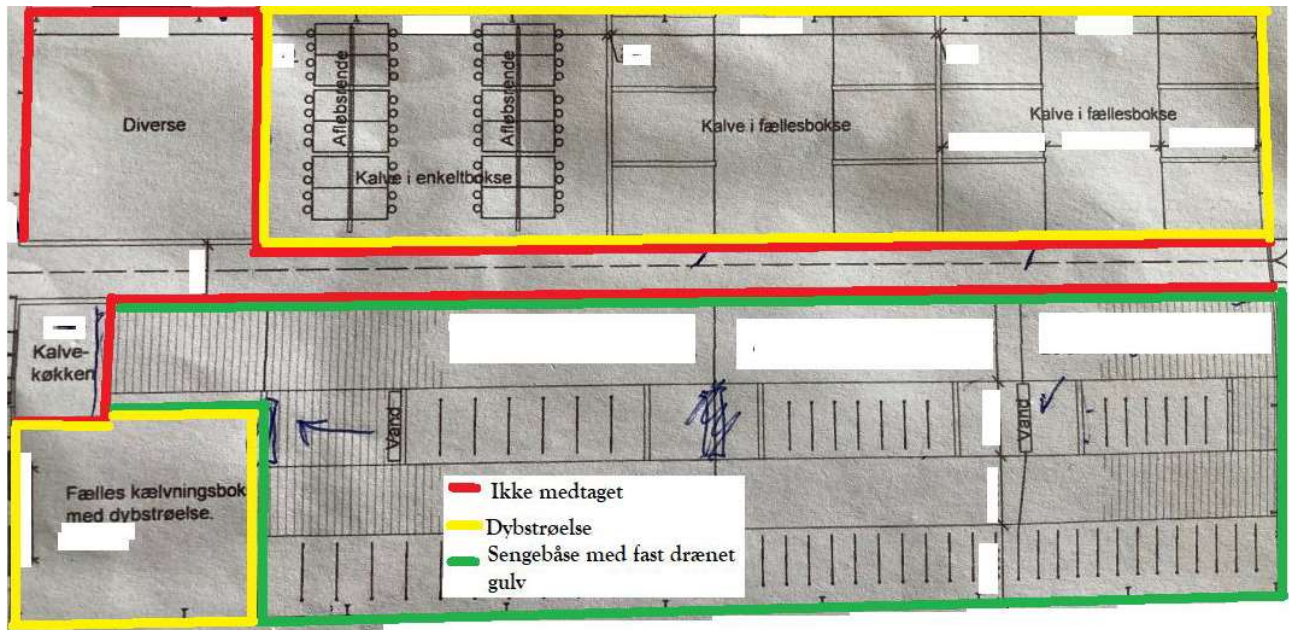 Diverse
Afløbsrende
Afløbsrende
Kalve i enkeltbokse
Kalve i fællesbokse
Kalve i fællesbokse
Kalve-
køkken
Vand
Vand
Fælles kælvningsbok
med dybstrøelse.
Ikke medtaget
Dybstrøelse
Sengebåse med fast drænet
gulv